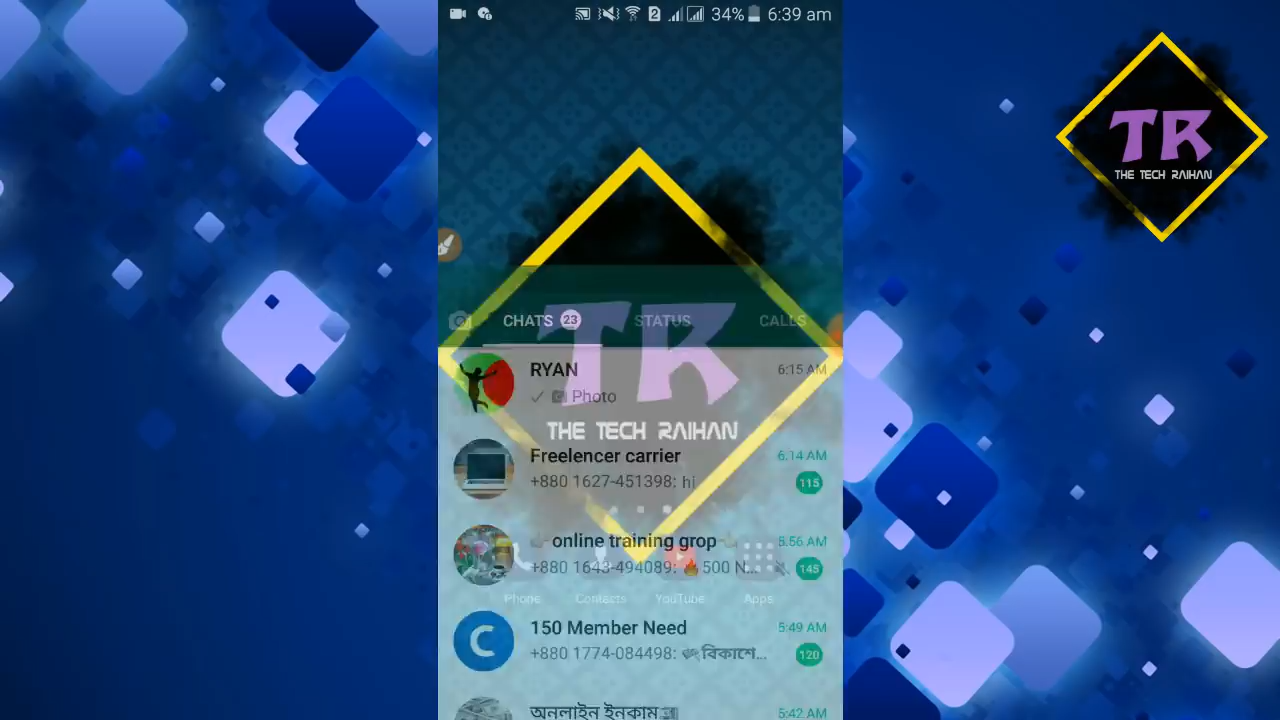 2 34% 6:39 am
TR
THE TECH RAIHAN
CHATS 23 STATUS CALLS
TR
RYAN 6:15 AM
Photo
THE TECH RAIHAN
Freelencer carrier 6:14 AM
+880 1627-451398: hi 115
online training grop 5:56 AM
+880 1643-494089: 🔥 500 N... 145
Phone Contacts YouTube Apps
150 Member Need 5:49 AM
+880 1774-084498: বিকাশে... 120
অনলাইন ইনকাম 5:42 AM